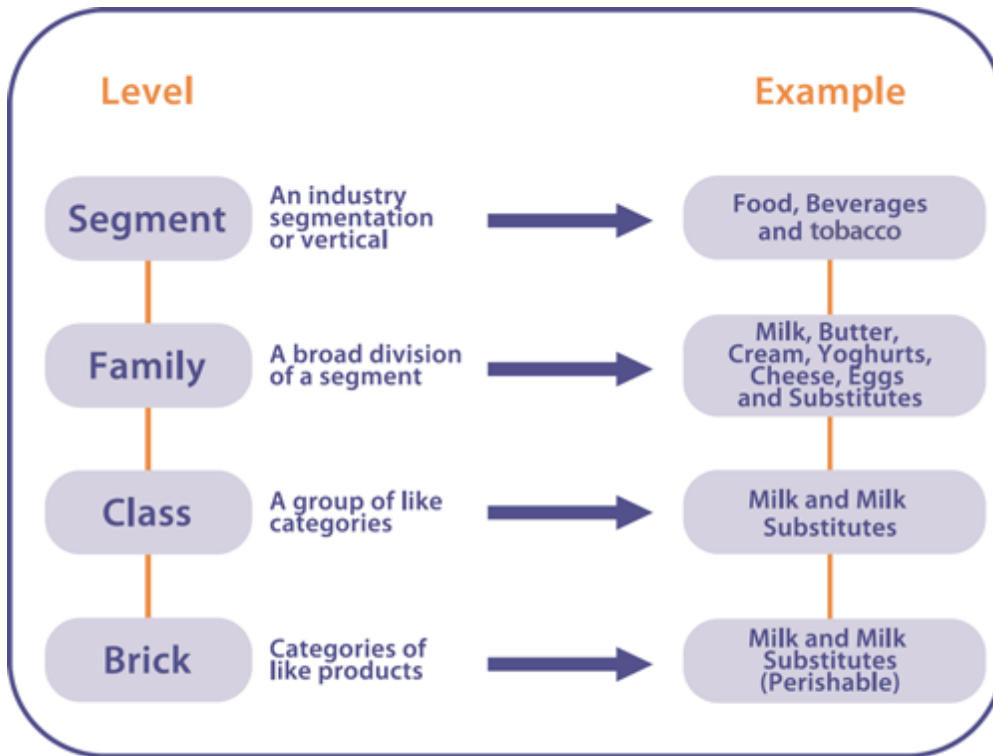 Level
Example
Segment
An industry
segmentation
or vertical
Food, Beverages
and tobacco
Family
A broad division
of a segment
Milk, Butter,
Cream, Yoghurts,
Cheese, Eggs
and Substitutes
Class
A group of like
categories
Milk and Milk
Substitutes
Brick
Categories of
like products
Milk and Milk
Substitutes
(Perishable)